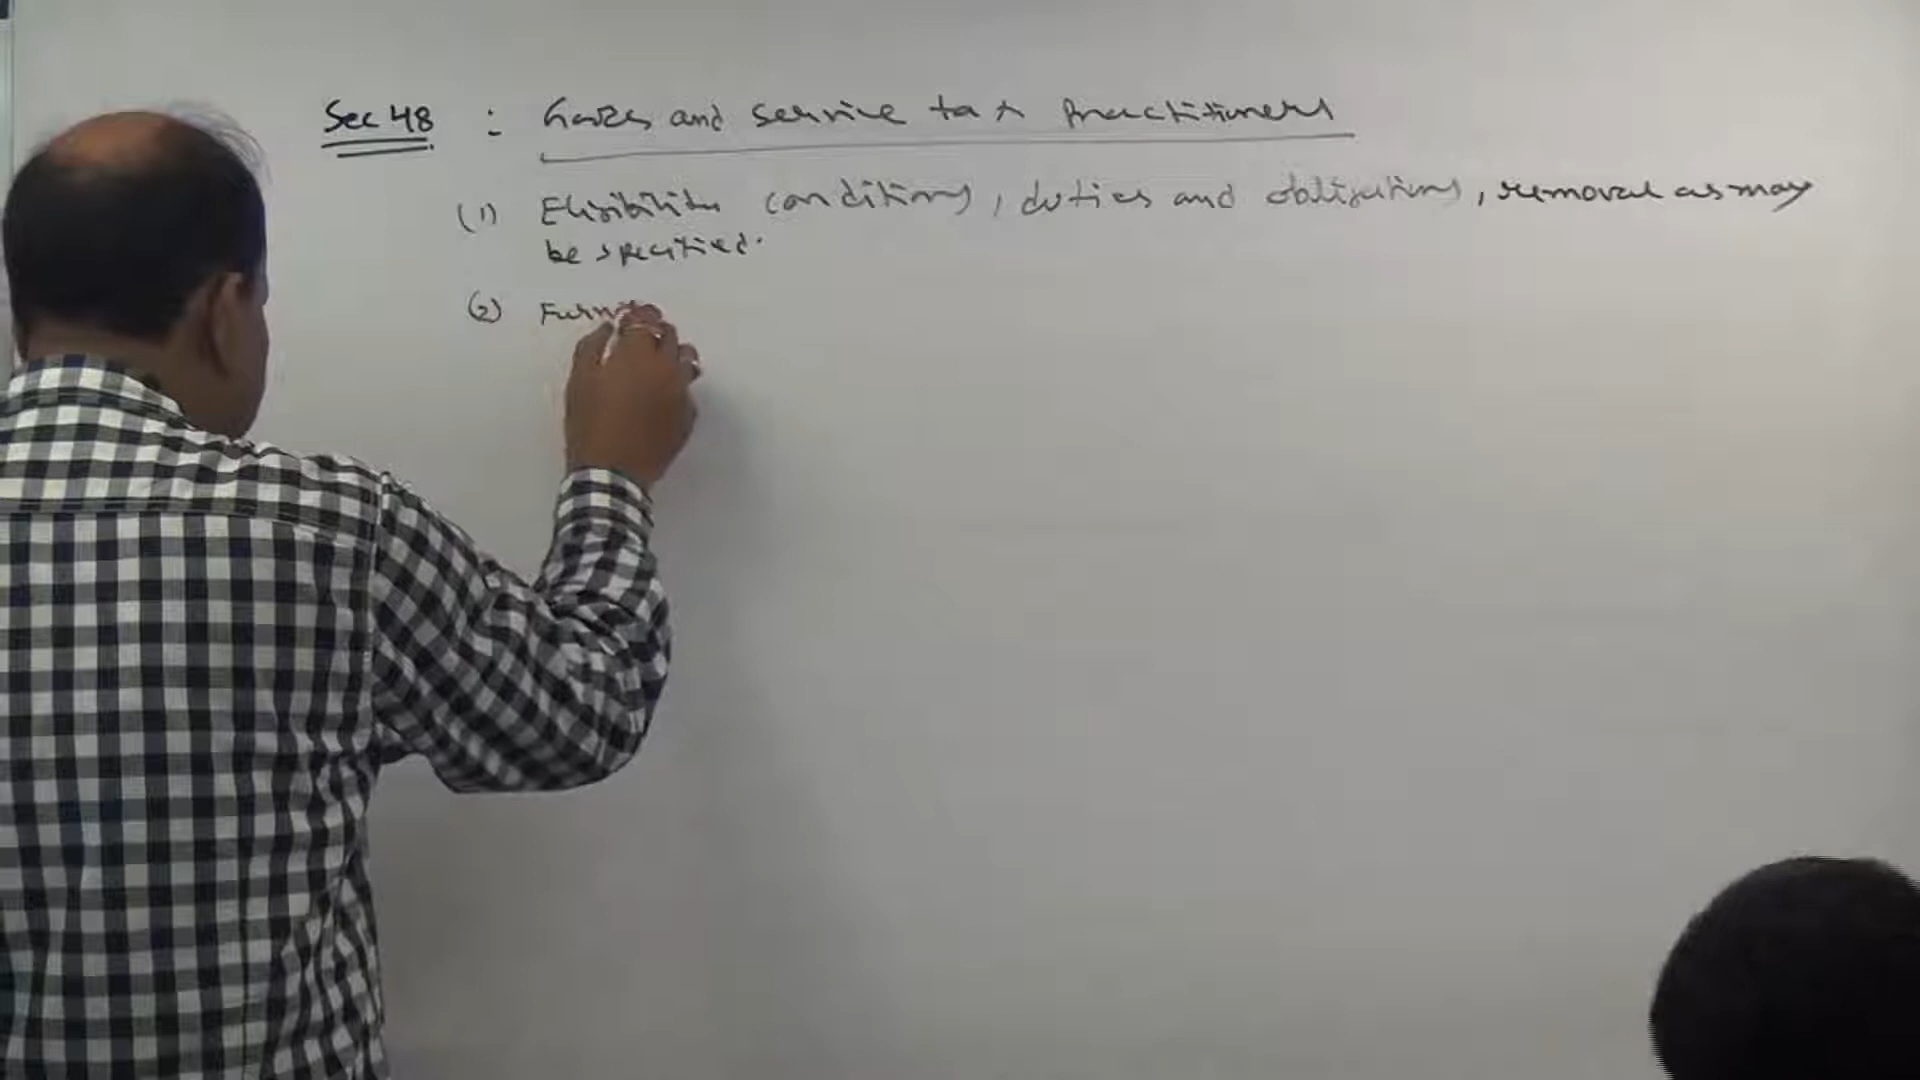 Sec 48 : Goods and Service tax Practitioners
(1) Eligibility conditions, duties and obligations, removal as may
be specified.
(2) Furni